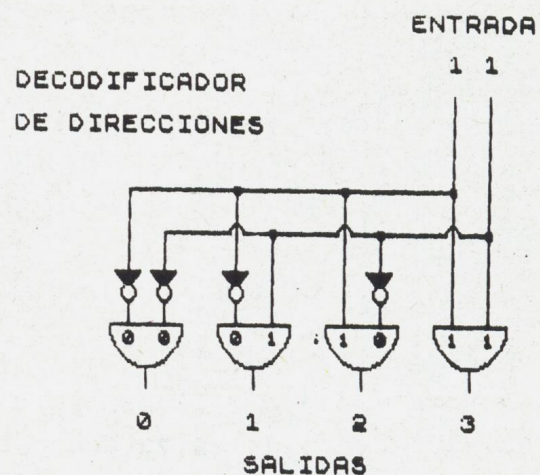 ENTRADA
1 1
DECODIFICADOR
DE DIRECCIONES
0 0 0 1 1 0 1 1
0 1 2 3
SALIDAS